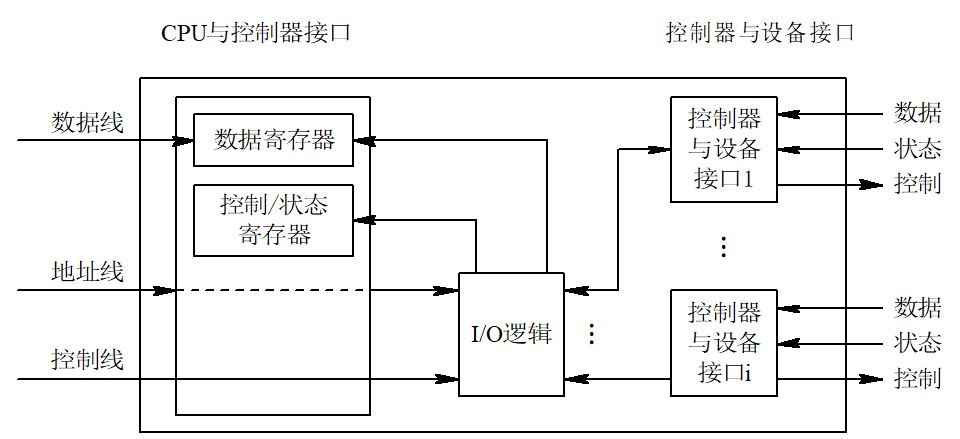 CPU与控制器接口
控制器与设备接口
数据线
数据寄存器
控制/状态
寄存器
地址线
控制线
I/O逻辑
控制器
与设备
接口1
数据
状态
控制
⋮
⋮
控制器
与设备
接口i
数据
状态
控制